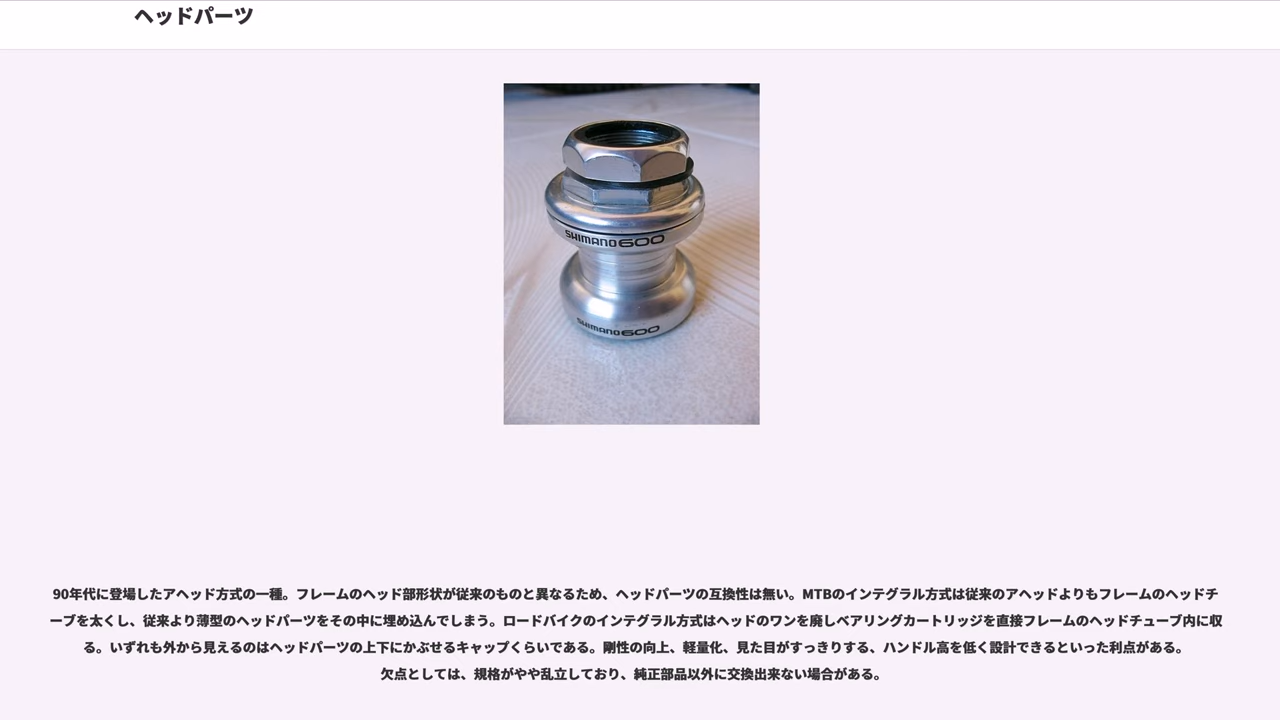 ヘッドパーツ
SHIMANO 600
SHIMANO 600
90年代に登場したアヘッド方式の一種。フレームのヘッド部形状が従来のものと異なるため、ヘッドパーツの互換性は無い。MTBのインテグラル方式は従来のアヘッドよりもフレームのヘッドチ
ーブを太くし、従来より薄型のヘッドパーツをその中に埋め込んでしまう。ロードバイクのインテグラル方式はヘッドのワンを廃しベアリングカートリッジを直接フレームのヘッドチューブ内に収
る。いずれも外から見えるのはヘッドパーツの上下にかぶせるキャップくらいである。剛性の向上、軽量化、見た目がすっきりする、ハンドル高を低く設計できるといった利点がある。
欠点としては、規格がやや乱立しており、純正部品以外に交換出来ない場合がある。